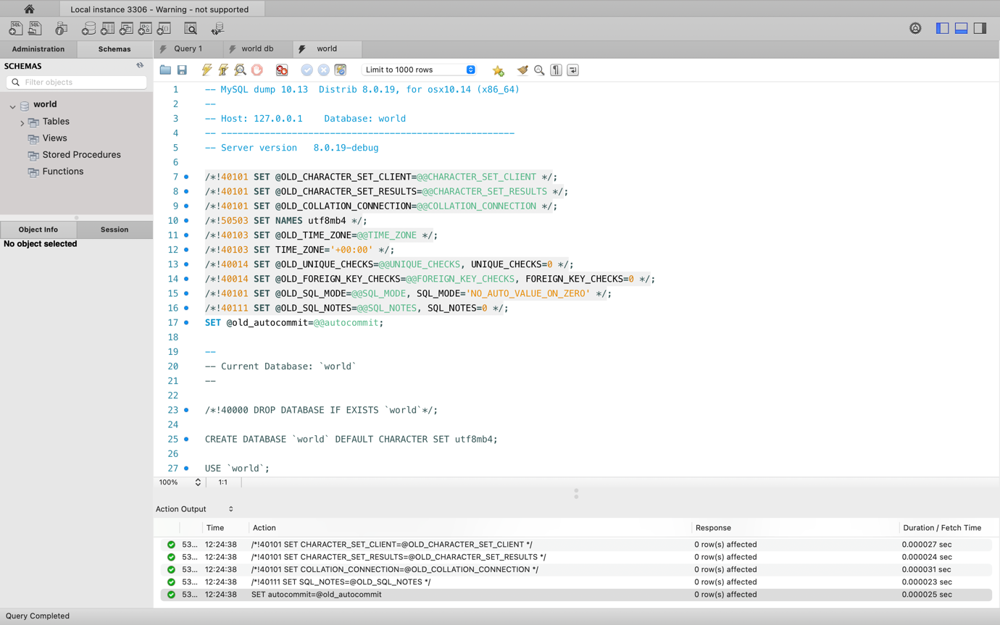 Local instance 3306 - Warning - not supported
SQL
SQL
Administration
Schemas
Query 1
world db
world
SCHEMAS
Filter objects
Limit to 1000 rows
world
Tables
Views
Stored Procedures
Functions
Object Info
Session
No object selected
1 -- MySQL dump 10.13  Distrib 8.0.19, for osx10.14 (x86_64)
2 --
3 -- Host: 127.0.0.1    Database: world
4 -- ------------------------------------------------------
5 -- Server version   8.0.19-debug
6
7 /*!40101 SET @OLD_CHARACTER_SET_CLIENT=@@CHARACTER_SET_CLIENT */;
8 /*!40101 SET @OLD_CHARACTER_SET_RESULTS=@@CHARACTER_SET_RESULTS */;
9 /*!40101 SET @OLD_COLLATION_CONNECTION=@@COLLATION_CONNECTION */;
10 /*!50503 SET NAMES utf8mb4 */;
11 /*!40103 SET @OLD_TIME_ZONE=@@TIME_ZONE */;
12 /*!40103 SET TIME_ZONE='+00:00' */;
13 /*!40014 SET @OLD_UNIQUE_CHECKS=@@UNIQUE_CHECKS, UNIQUE_CHECKS=0 */;
14 /*!40014 SET @OLD_FOREIGN_KEY_CHECKS=@@FOREIGN_KEY_CHECKS, FOREIGN_KEY_CHECKS=0 */;
15 /*!40101 SET @OLD_SQL_MODE=@@SQL_MODE, SQL_MODE='NO_AUTO_VALUE_ON_ZERO' */;
16 /*!40111 SET @OLD_SQL_NOTES=@@SQL_NOTES, SQL_NOTES=0 */;
17 SET @old_autocommit=@@autocommit;
18
19 --
20 -- Current Database: `world`
21 --
22
23 /*!40000 DROP DATABASE IF EXISTS `world`*/;
24
25 CREATE DATABASE `world` DEFAULT CHARACTER SET utf8mb4;
26
27 USE `world`;
100% 1:1
Action Output
Time Action Response Duration / Fetch Time
53... 12:24:38 /*!40101 SET CHARACTER_SET_CLIENT=@OLD_CHARACTER_SET_CLIENT */ 0 row(s) affected 0.000027 sec
53... 12:24:38 /*!40101 SET CHARACTER_SET_RESULTS=@OLD_CHARACTER_SET_RESULTS */ 0 row(s) affected 0.000024 sec
53... 12:24:38 /*!40101 SET COLLATION_CONNECTION=@OLD_COLLATION_CONNECTION */ 0 row(s) affected 0.000031 sec
53... 12:24:38 /*!40111 SET SQL_NOTES=@OLD_SQL_NOTES */ 0 row(s) affected 0.000023 sec
53... 12:24:38 SET autocommit=@old_autocommit 0 row(s) affected 0.000025 sec
Query Completed